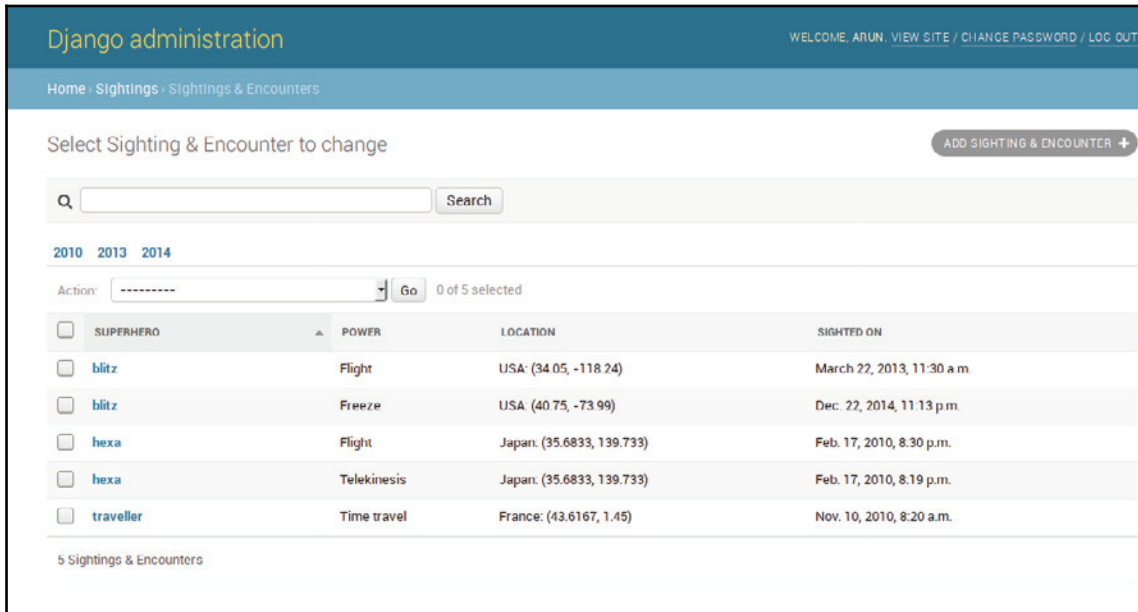 Django administration
WELCOME, ARUN. VIEW SITE / CHANGE PASSWORD / LOG OUT
Home › Sightings › Sightings & Encounters
Select Sighting & Encounter to change
ADD SIGHTING & ENCOUNTER +
Search
2010 2013 2014
Action: --------- Go 0 of 5 selected
SUPERHERO POWER LOCATION SIGHTED ON
blitz Flight USA: (34.05, -118.24) March 22, 2013, 11:30 a.m.
blitz Freeze USA: (40.75, -73.99) Dec. 22, 2014, 11:13 p.m.
hexa Flight Japan: (35.6833, 139.733) Feb. 17, 2010, 8:30 p.m.
hexa Telekinesis Japan: (35.6833, 139.733) Feb. 17, 2010, 8:19 p.m.
traveller Time travel France: (43.6167, 1.45) Nov. 10, 2010, 8:20 a.m.
5 Sightings & Encounters